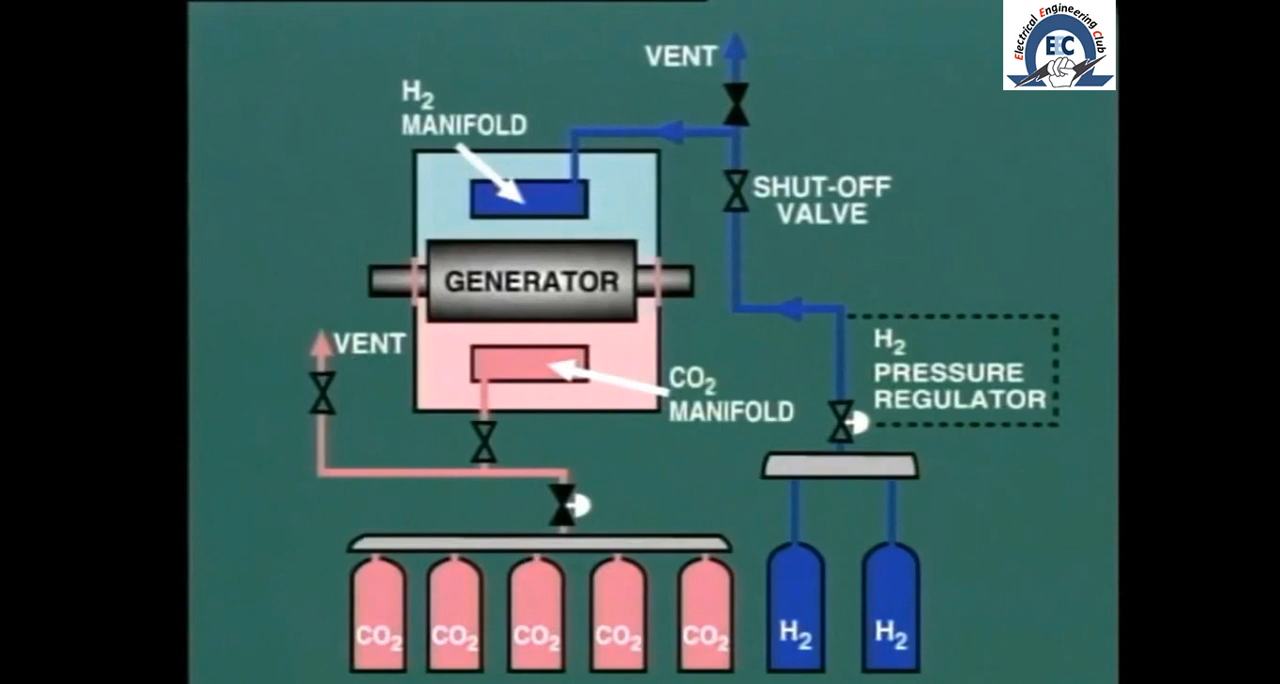 Electrical Engineering Club
EEC
VENT
H₂
MANIFOLD
SHUT-OFF
VALVE
GENERATOR
VENT
H₂
PRESSURE
REGULATOR
CO₂
MANIFOLD
CO₂ CO₂ CO₂ CO₂ CO₂ H₂ H₂